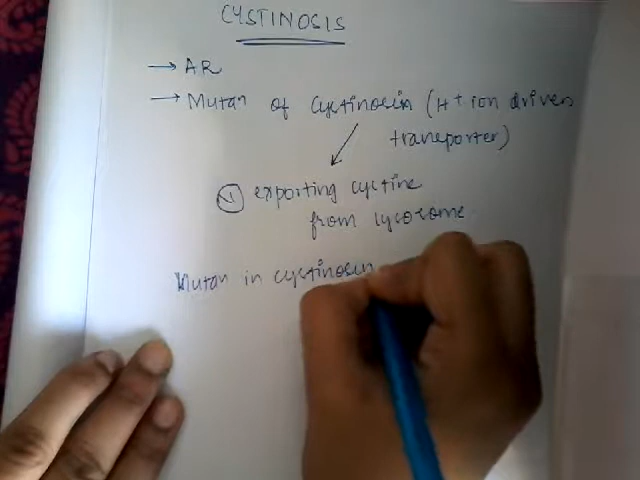 CYSTINOSIS
→ AR
→ Mutan of cystinosin (H+ ion driven
transporter)
exporting cystine
from lysosome
Mutan in cystinosin